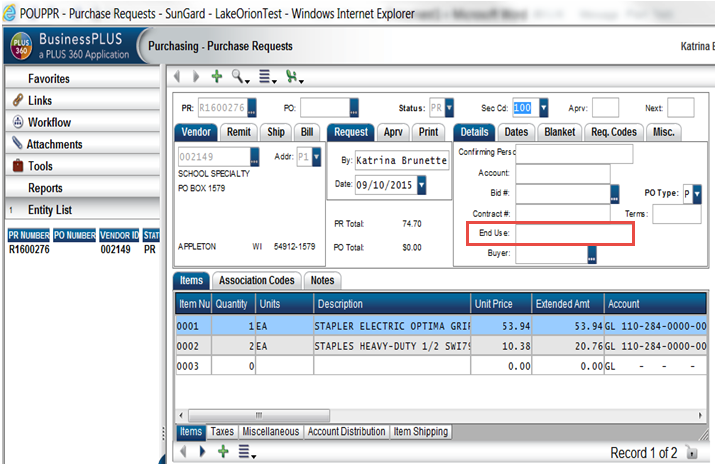 POUPPR - Purchase Requests - SunGard - LakeOrionTest - Windows Internet Explorer
PLUS 360
BusinessPLUS
a PLUS 360 Application
Purchasing - Purchase Requests
Katrina B
Favorites
Links
Workflow
Attachments
Tools
Reports
1 Entity List
PR NUMBER PO NUMBER VENDOR ID STAT
R1600276 002149 PR
PR: R1600276 PO: Status: PR Sec Cd: 100 Aprv: Next:
Vendor Remit Ship Bill
002149 Addr: P1
SCHOOL SPECIALTY
PO BOX 1579
APPLETON WI 54912-1579
Request Aprv Print
By: Katrina Brunette
Date: 09/10/2015
PR Total: 74.70
PO Total: $0.00
Details Dates Blanket Req. Codes Misc.
Confirming Persc
Account:
Bid #: PO Type: P
Contract #: Terms:
End Use:
Buyer:
Items Association Codes Notes
Item Nu Quantity Units Description Unit Price Extended Amt Account
0001 1 EA STAPLER ELECTRIC OPTIMA GRIF 53.94 53.94 GL 110-284-0000-00
0002 2 EA STAPLES HEAVY-DUTY 1/2 SWI79 10.38 20.76 GL 110-284-0000-00
0003 0 0.00 0.00 GL - - -
Items Taxes Miscellaneous Account Distribution Item Shipping
Record 1 of 2